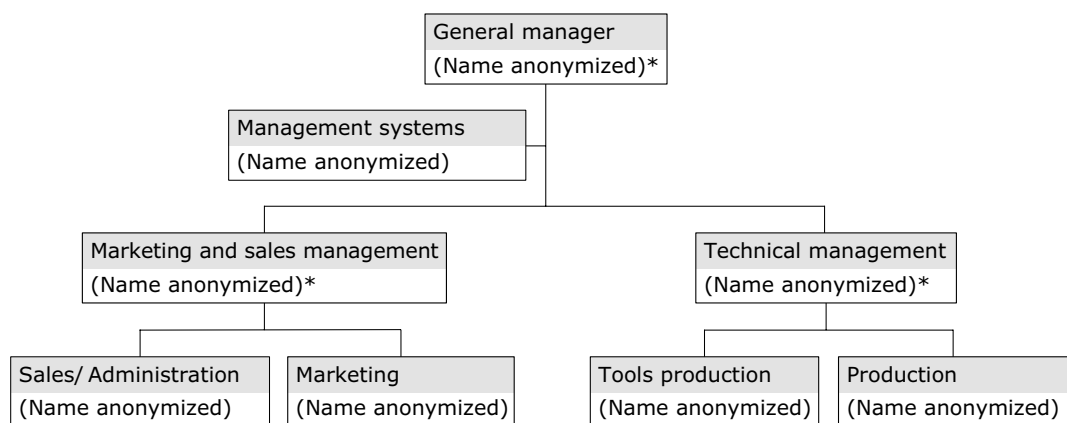 General manager
(Name anonymized)*
Management systems
(Name anonymized)
Marketing and sales management
(Name anonymized)*
Technical management
(Name anonymized)*
Sales/ Administration
(Name anonymized)
Marketing
(Name anonymized)
Tools production
(Name anonymized)
Production
(Name anonymized)